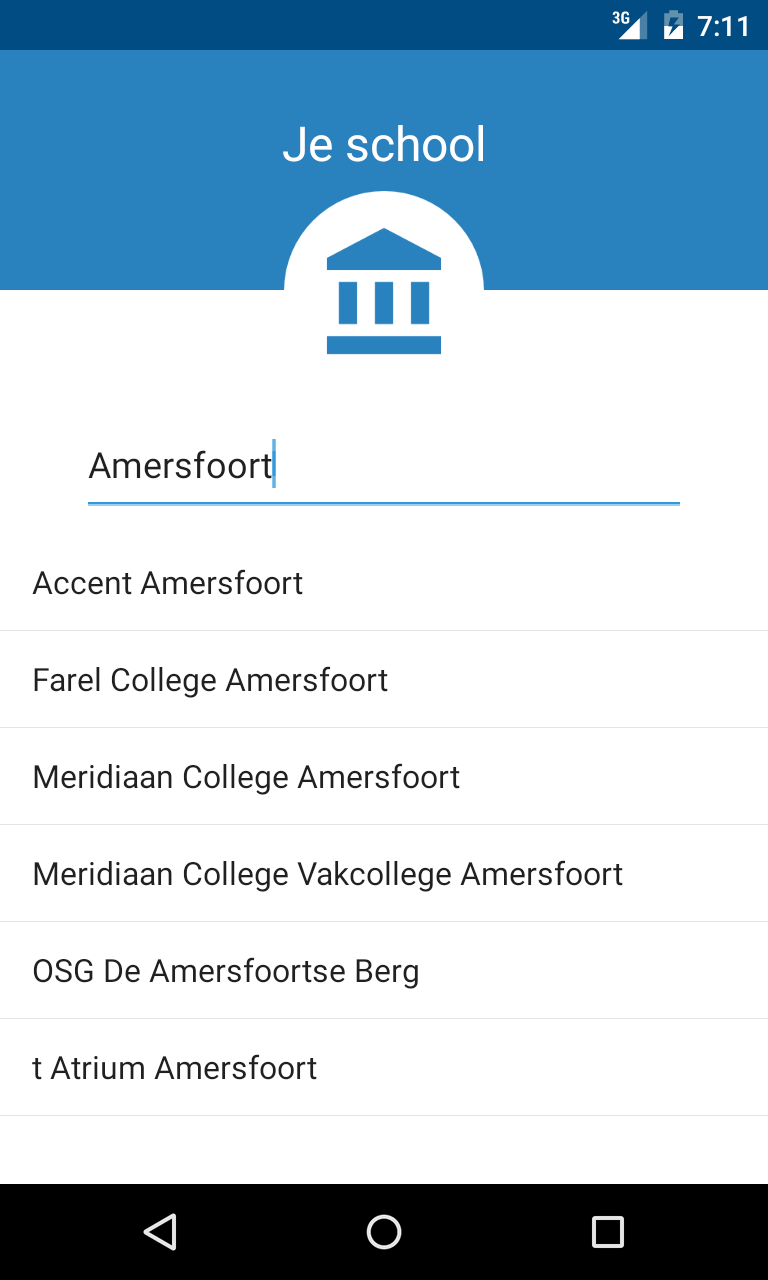 3G 7:11
Je school
Amersfoort
Accent Amersfoort
Farel College Amersfoort
Meridiaan College Amersfoort
Meridiaan College Vakcollege Amersfoort
OSG De Amersfoortse Berg
t Atrium Amersfoort